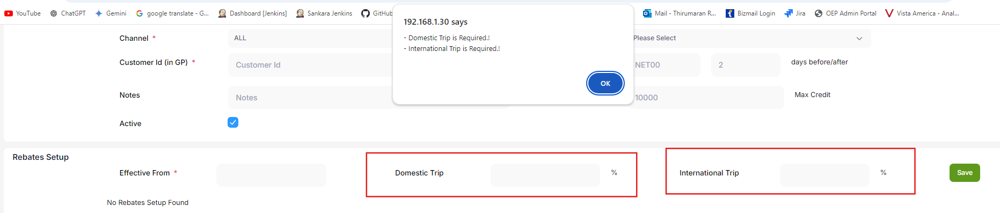 YouTube ChatGPT Gemini google translate - G... Dashboard [Jenkins] Sankara Jenkins GitHub Mail - Thirumaran R... Bizmail Login Jira OEP Admin Portal Vista America - Anal...
192.168.1.30 says
- Domestic Trip is Required.!
- International Trip is Required.!
OK
Channel * ALL Please Select
Customer Id (in GP) * Customer Id NET00 2 days before/after
Notes Notes 10000 Max Credit
Active
Rebates Setup
Effective From * Domestic Trip % International Trip % Save
No Rebates Setup Found